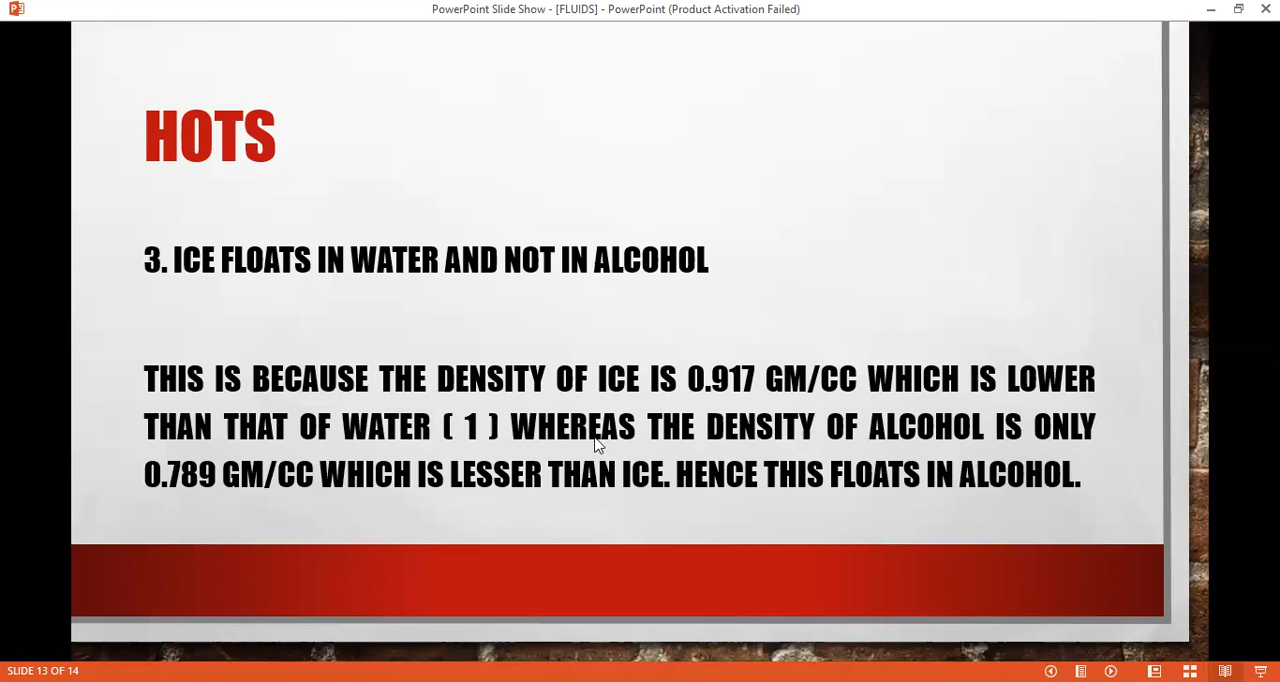 PowerPoint Slide Show - [FLUIDS] - PowerPoint (Product Activation Failed)
HOTS
3. ICE FLOATS IN WATER AND NOT IN ALCOHOL
THIS IS BECAUSE THE DENSITY OF ICE IS 0.917 GM/CC WHICH IS LOWER
THAN THAT OF WATER ( 1 ) WHEREAS THE DENSITY OF ALCOHOL IS ONLY
0.789 GM/CC WHICH IS LESSER THAN ICE. HENCE THIS FLOATS IN ALCOHOL.
SLIDE 13 OF 14